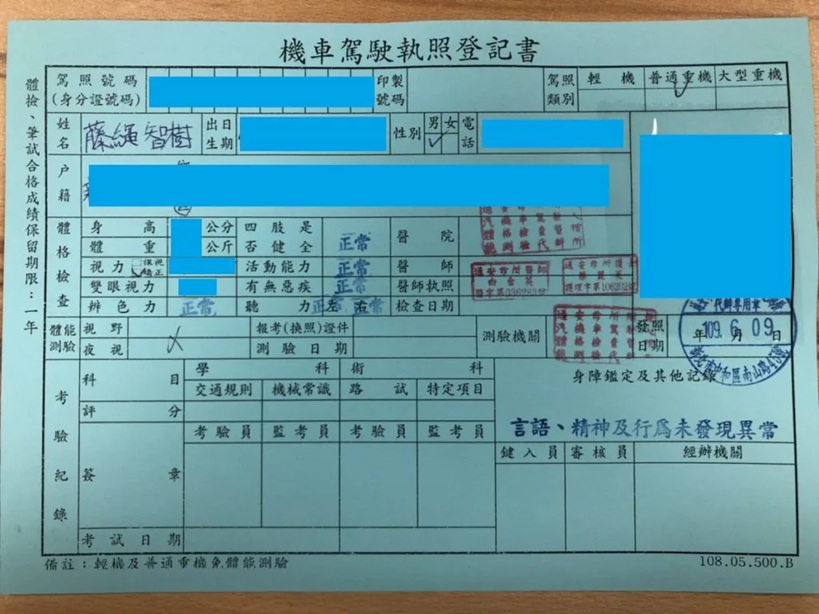 機車駕駛執照登記書
體檢、筆試合格成績保留期限：一年
駕照號碼
(身分證號碼)
印製
號碼
駕照
類別
輕機
普通重機
大型重機
姓名
藤縄智樹
出日
生期
性別
男 女
電話
戶籍
體格檢查
身高
公分
四肢是
否健全
正常
醫院
體重
公斤
視力
裸視
矯正
活動能力
正常
醫師
雙眼視力
有無惡疾
正常
醫師執照
辨色力
正常
聽力
左 右
正常
檢查日期
體能
測驗
視野
夜視
報考(換照)證件
測驗日期
測驗機關
發照
日期
年 月 日
109. 6. 09
考驗紀錄
科目
學科
術科
身障鑑定及其他記錄
交通規則
機械常識
路試
特定項目
評分
言語、精神及行為未發現異常
簽章
考驗員
監考員
考驗員
監考員
鍵入員
審核員
經辦機關
考試日期
備註：輕機及普通重機免體能測驗
108.05.500.B